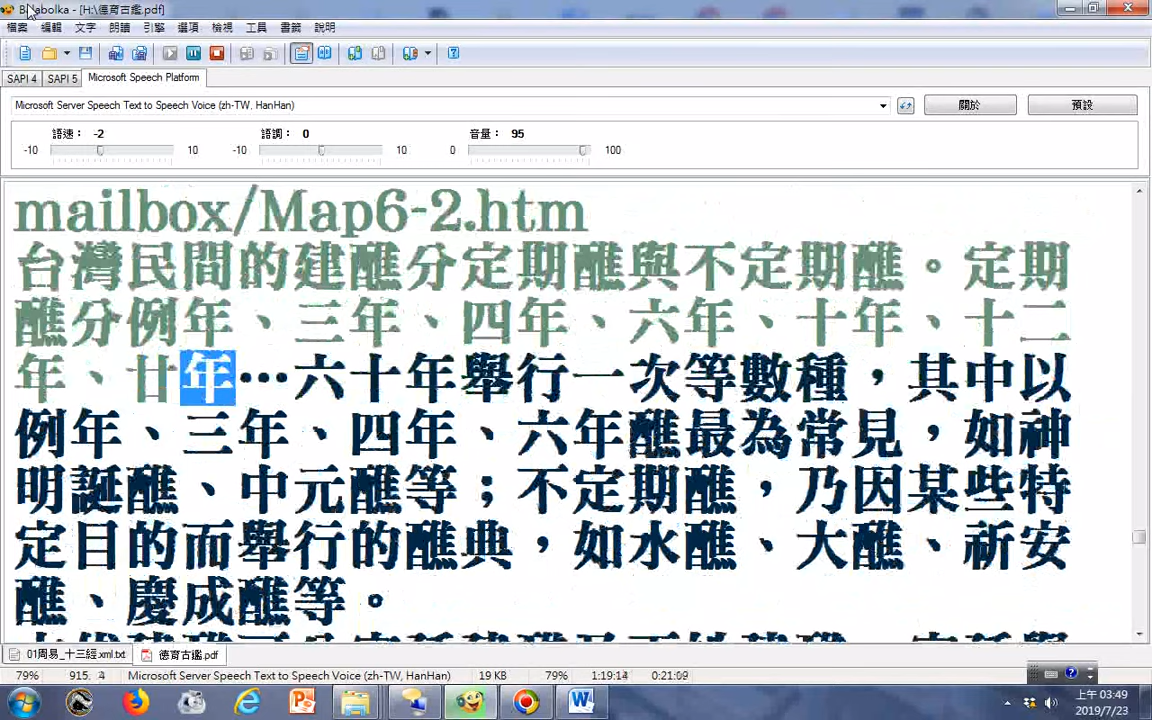 Balabolka - [H:\德育古鑑.pdf]
檔案 編輯 文字 朗讀 引擎 選項 檢視 工具 書籤 說明
SAPI 4 SAPI 5 Microsoft Speech Platform
Microsoft Server Speech Text to Speech Voice (zh-TW, HanHan) 關於 預設
語速： -2 語調： 0 音量： 95
-10 10 -10 10 0 100
mailbox/Map6-2.htm
台灣民間的建醮分定期醮與不定期醮。定期
醮分例年、三年、四年、六年、十年、十二
年、廿年…六十年舉行一次等數種，其中以
例年、三年、四年、六年醮最為常見，如神
明誕醮、中元醮等；不定期醮，乃因某些特
定目的而舉行的醮典，如水醮、大醮、祈安
醮、慶成醮等。
01周易_十三經.xml.txt 德育古鑑.pdf
79% 915. 4 Microsoft Server Speech Text to Speech Voice (zh-TW, HanHan) 19 KB 79% 1:19:14 0:21:09
上午 03:49
2019/7/23